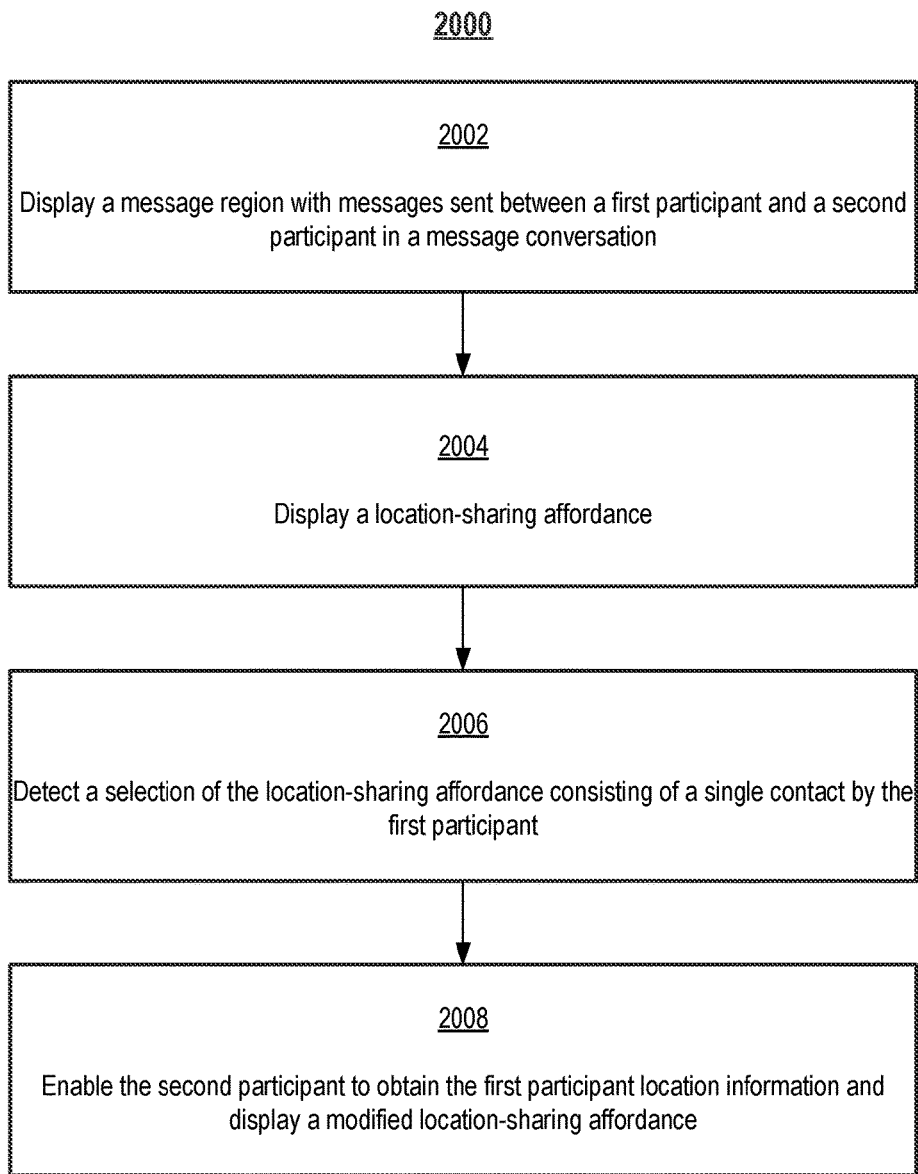 2000
2002
Display a message region with messages sent between a first participant and a second
participant in a message conversation
2004
Display a location-sharing affordance
2006
Detect a selection of the location-sharing affordance consisting of a single contact by the
first participant
2008
Enable the second participant to obtain the first participant location information and
display a modified location-sharing affordance